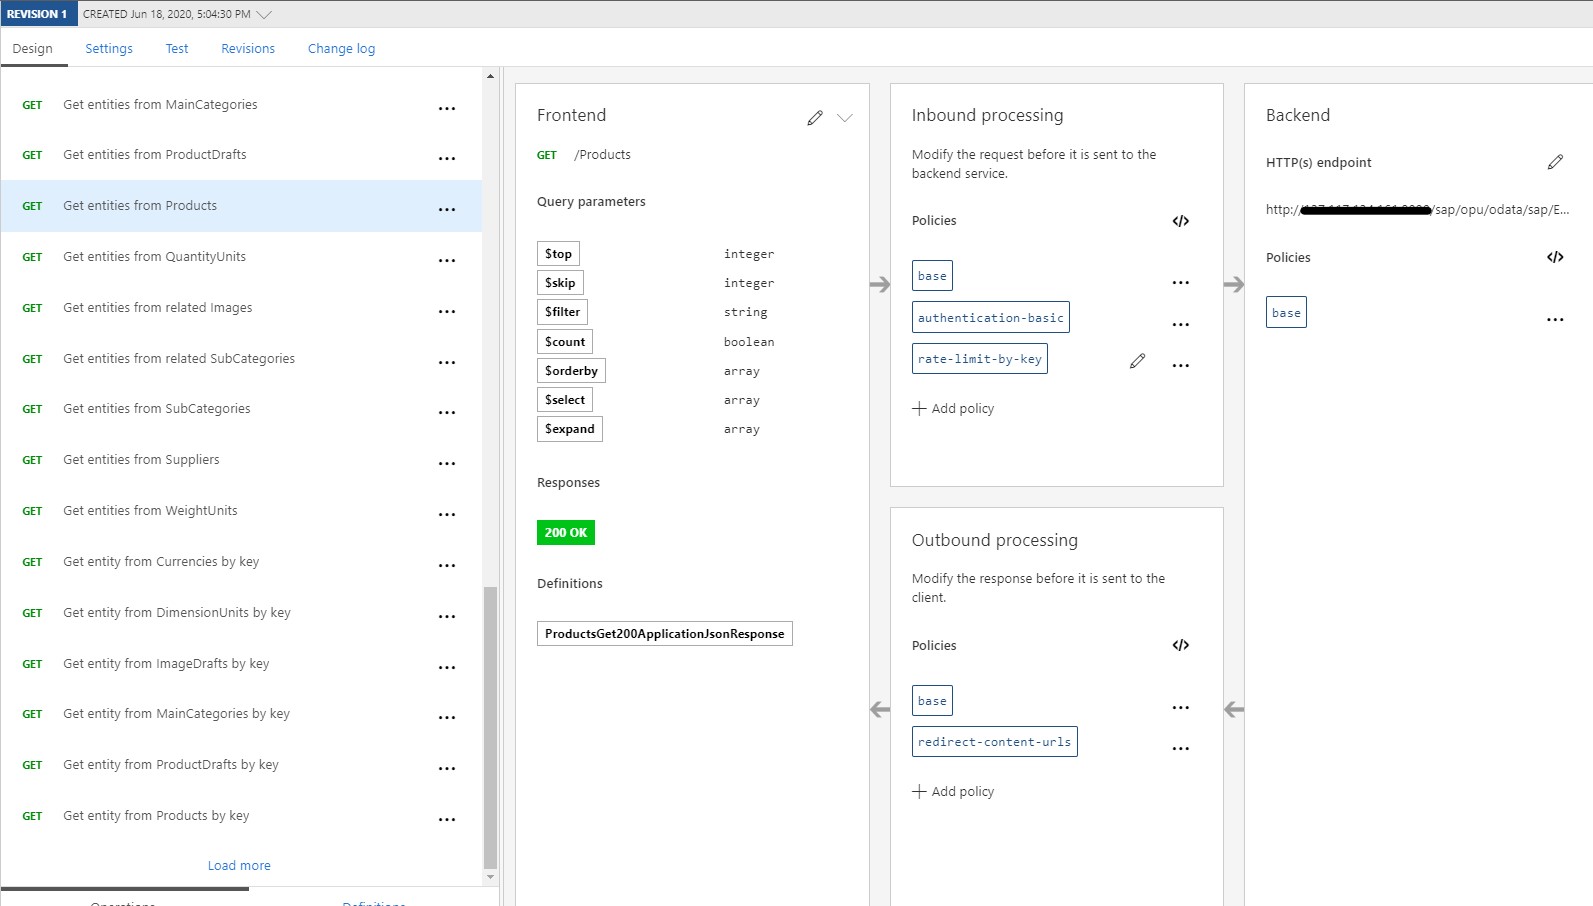 REVISION 1 CREATED Jun 18, 2020, 5:04:30 PM
Design Settings Test Revisions Change log
GET Get entities from MainCategories ...
GET Get entities from ProductDrafts ...
GET Get entities from Products ...
GET Get entities from QuantityUnits ...
GET Get entities from related Images ...
GET Get entities from related SubCategories ...
GET Get entities from SubCategories ...
GET Get entities from Suppliers ...
GET Get entities from WeightUnits ...
GET Get entity from Currencies by key ...
GET Get entity from DimensionUnits by key ...
GET Get entity from ImageDrafts by key ...
GET Get entity from MainCategories by key ...
GET Get entity from ProductDrafts by key ...
GET Get entity from Products by key ...
Load more
Operations Definitions
Frontend
GET /Products
Query parameters
$top integer
$skip integer
$filter string
$count boolean
$orderby array
$select array
$expand array
Responses
200 OK
Definitions
ProductsGet200ApplicationJsonResponse
Inbound processing
Modify the request before it is sent to the
backend service.
Policies </>
base ...
authentication-basic ...
rate-limit-by-key ...
+ Add policy
Outbound processing
Modify the response before it is sent to the
client.
Policies </>
base ...
redirect-content-urls ...
+ Add policy
Backend
HTTP(s) endpoint
http:///sap/opu/odata/sap/E...
Policies </>
base ...